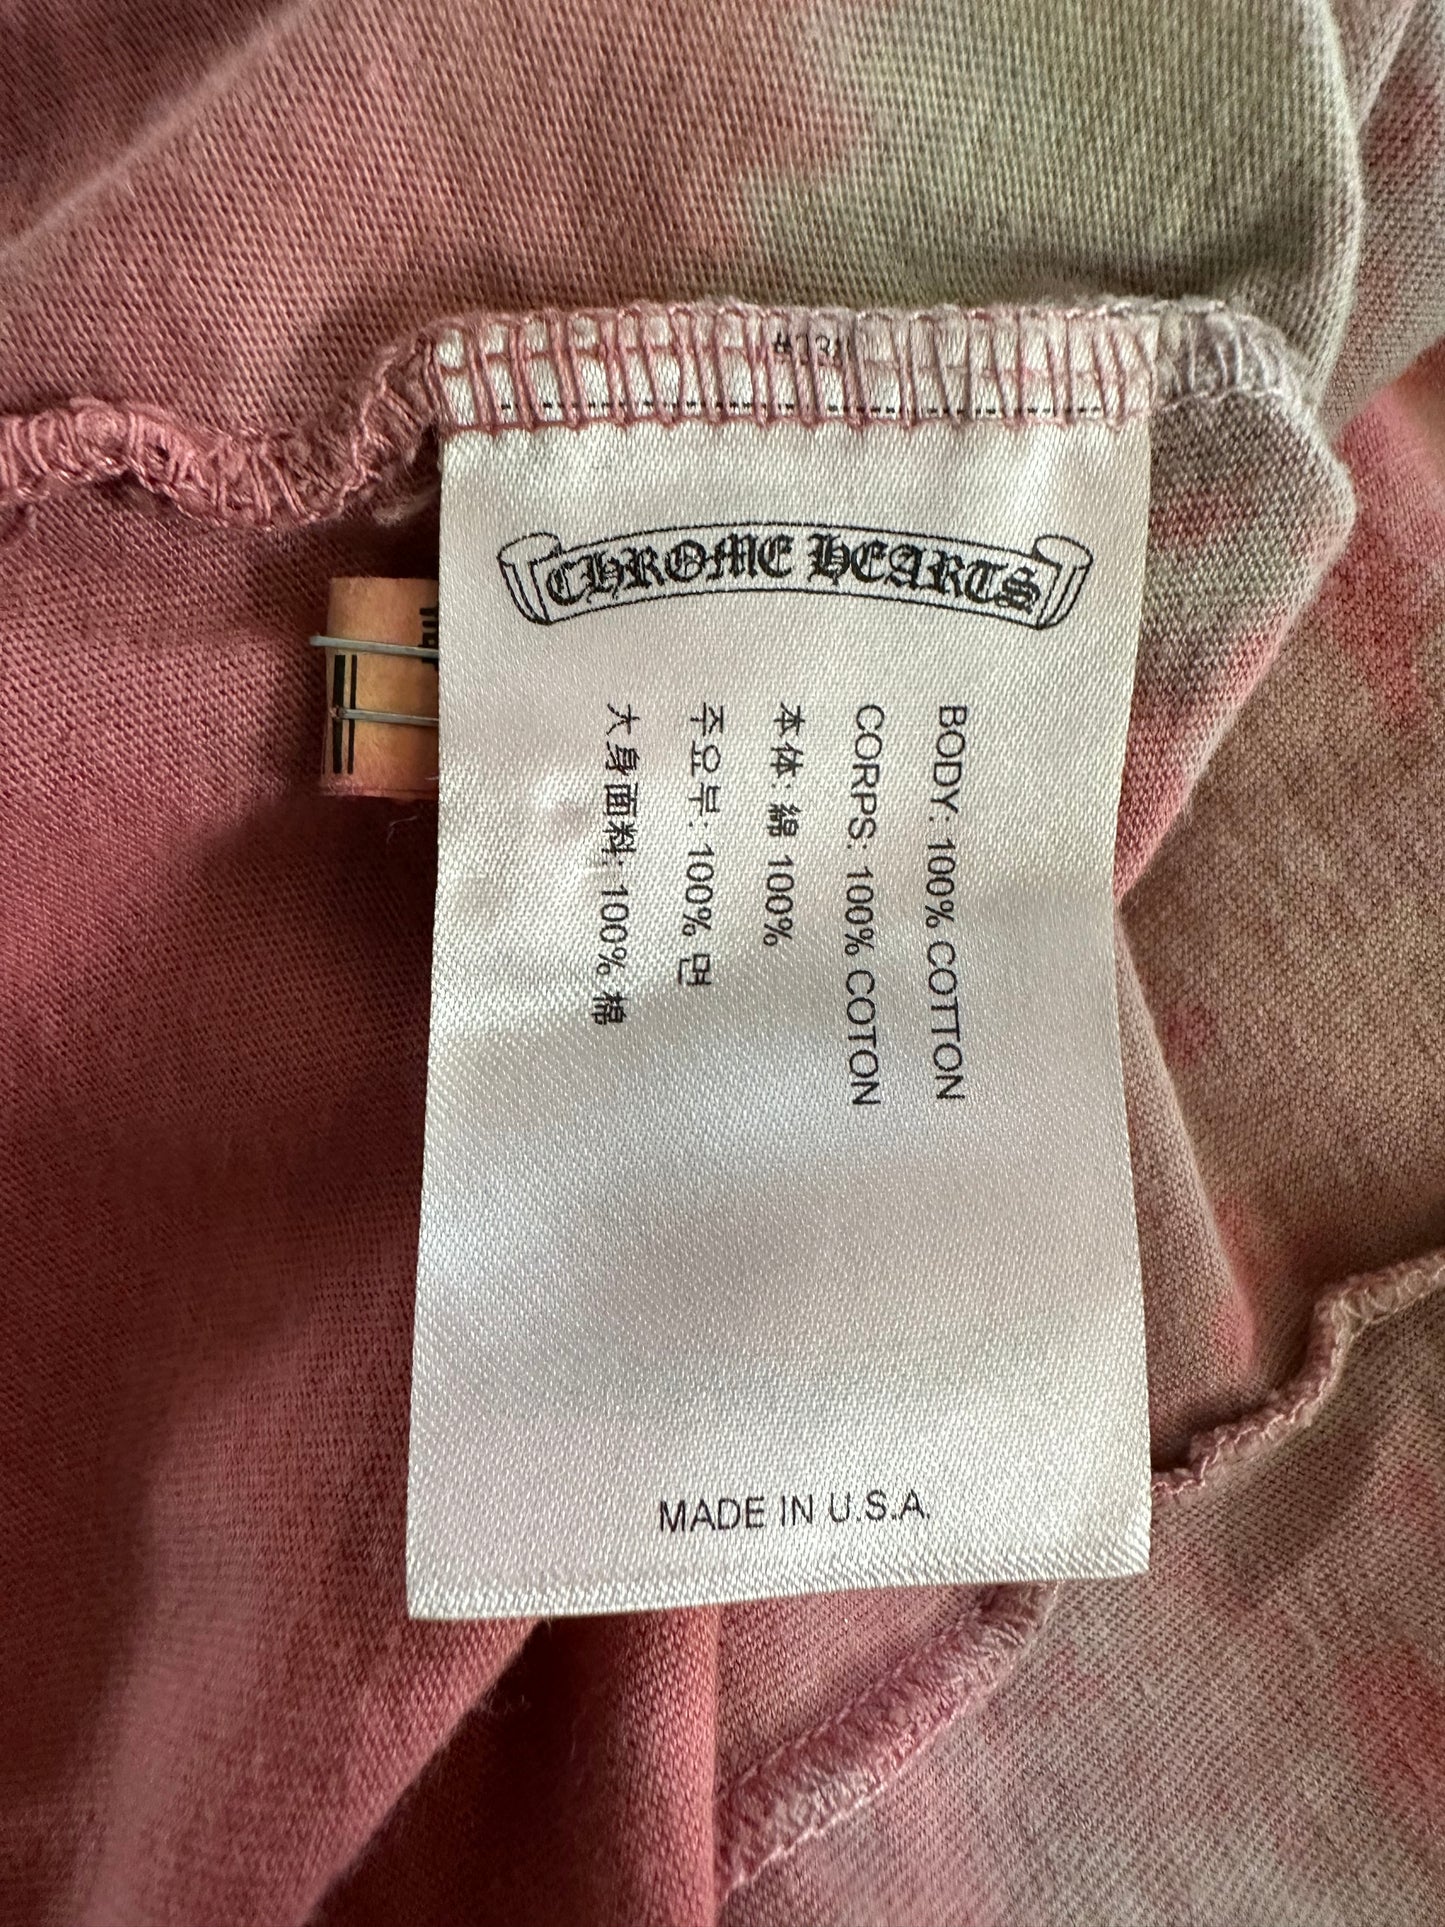 CHROME HEARTS
BODY: 100% COTTON
CORPS: 100% COTON
本体: 綿 100%
주요부: 100% 면
大身面料: 100% 棉
MADE IN U.S.A.